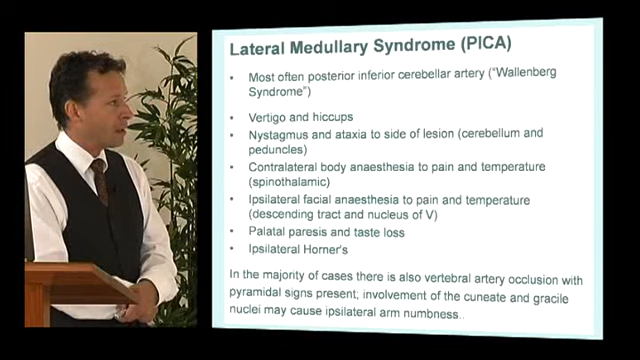 Lateral Medullary Syndrome (PICA)
• Most often posterior inferior cerebellar artery ("Wallenberg
Syndrome")
• Vertigo and hiccups
• Nystagmus and ataxia to side of lesion (cerebellum and
peduncles)
• Contralateral body anaesthesia to pain and temperature
(spinothalamic)
• Ipsilateral facial anaesthesia to pain and temperature
(descending tract and nucleus of V)
• Palatal paresis and taste loss
• Ipsilateral Horner's
In the majority of cases there is also vertebral artery occlusion with
pyramidal signs present; involvement of the cuneate and gracile
nuclei may cause ipsilateral arm numbness..